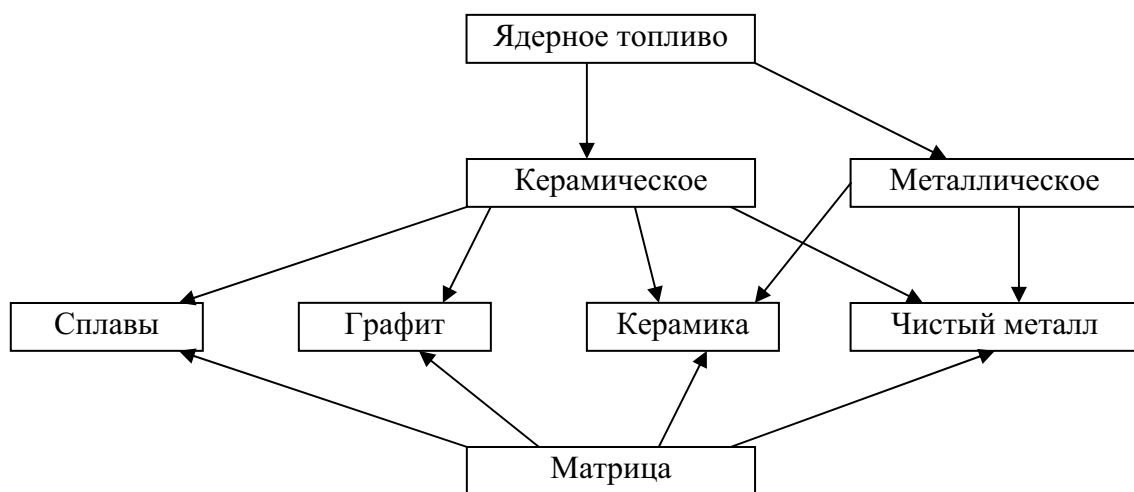 Ядерное топливо
Керамическое
Металлическое
Сплавы
Графит
Керамика
Чистый металл
Матрица